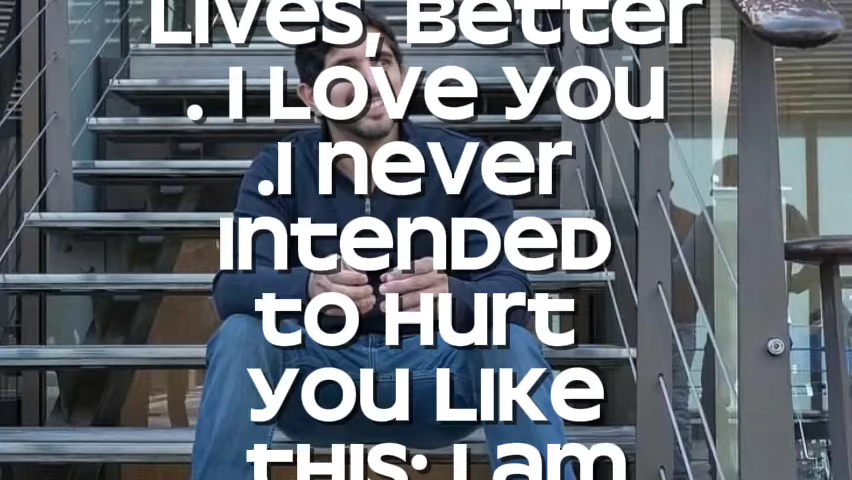 Lives, Better
. I Love you
.I never
Intended
to Hurt
you Like
this; I am